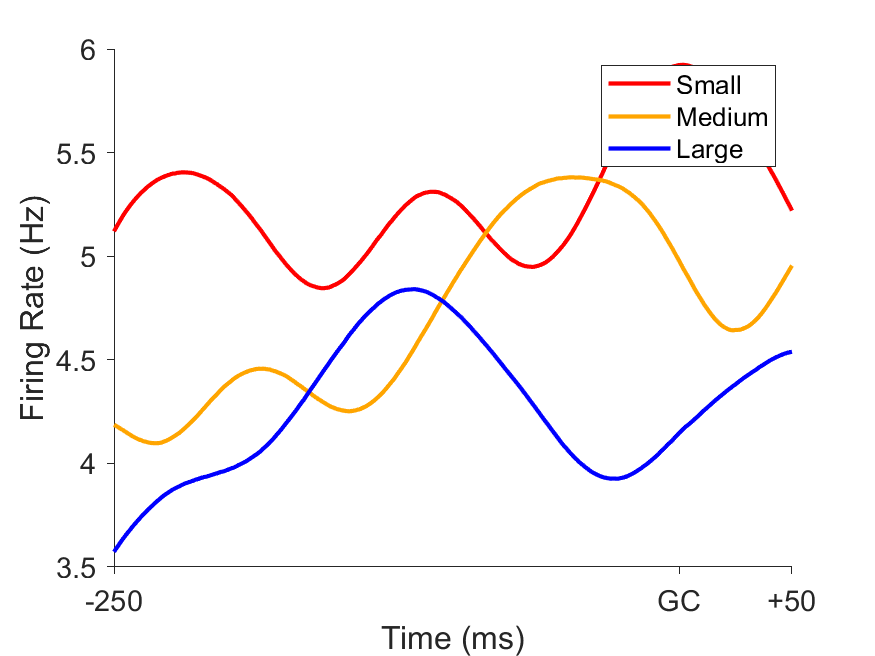 6
5.5
5
4.5
4
3.5
Firing Rate (Hz)
Small
Medium
Large
-250
GC
+50
Time (ms)